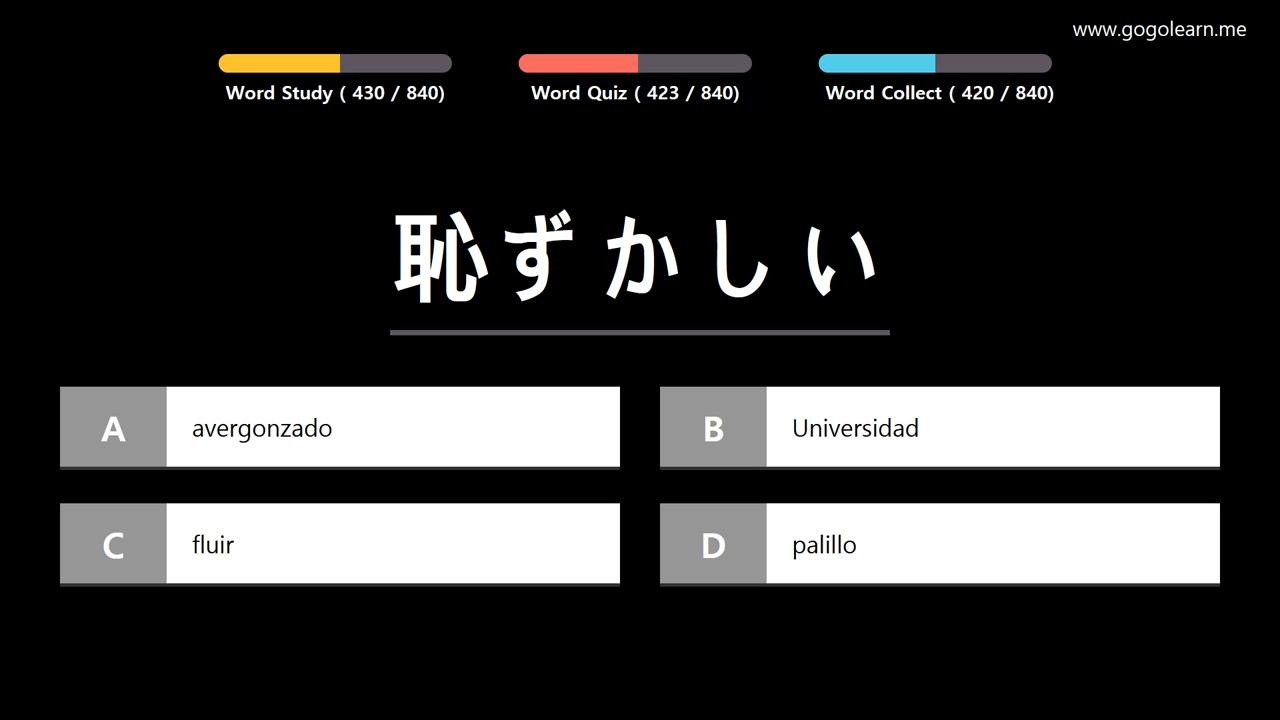 www.gogolearn.me
Word Study ( 430 / 840)
Word Quiz ( 423 / 840)
Word Collect ( 420 / 840)
恥ずかしい
A avergonzado
B Universidad
C fluir
D palillo